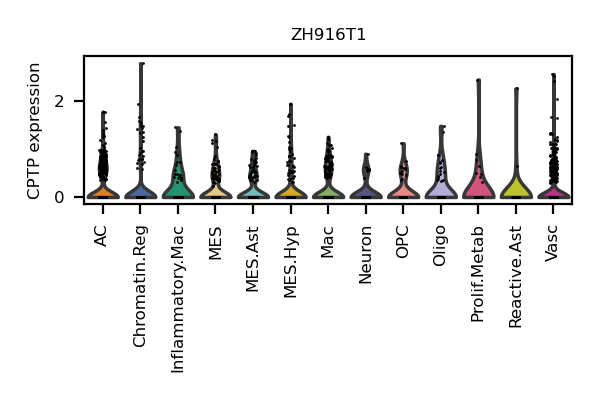 ZH916T1
CPTP expression
2
0
AC
Chromatin.Reg
Inflammatory.Mac
MES
MES.Ast
MES.Hyp
Mac
Neuron
OPC
Oligo
Prolif.Metab
Reactive.Ast
Vasc